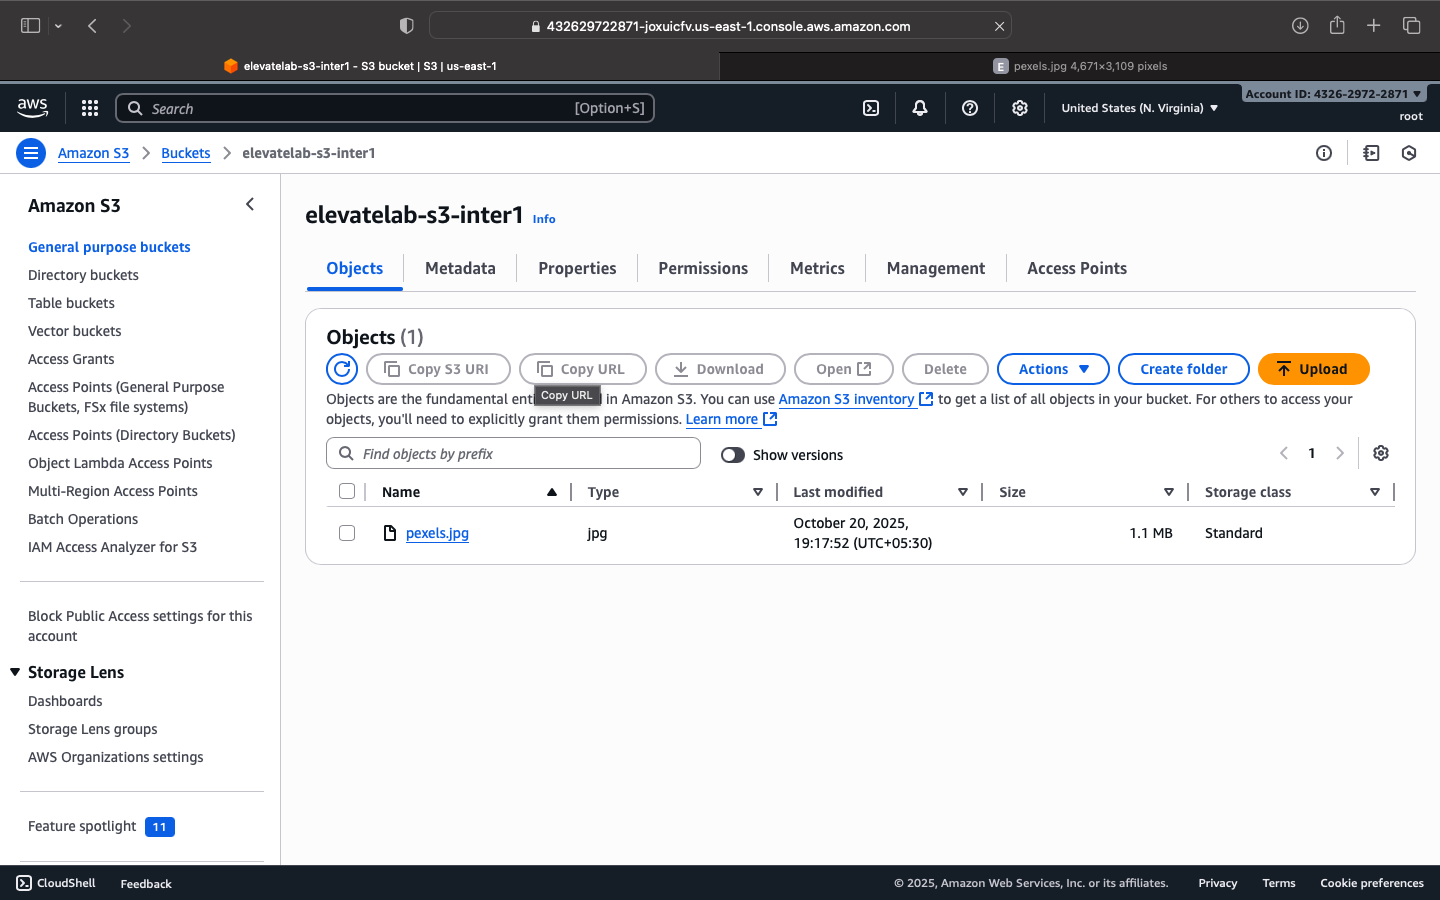 432629722871-joxuicfv.us-east-1.console.aws.amazon.com
elevatelab-s3-inter1 - S3 bucket | S3 | us-east-1
E pexels.jpg 4,671×3,109 pixels
aws
Search
[Option+S]
United States (N. Virginia)
Account ID: 4326-2972-2871
root
Amazon S3
Buckets
elevatelab-s3-inter1
Amazon S3
General purpose buckets
Directory buckets
Table buckets
Vector buckets
Access Grants
Access Points (General Purpose
Buckets, FSx file systems)
Access Points (Directory Buckets)
Object Lambda Access Points
Multi-Region Access Points
Batch Operations
IAM Access Analyzer for S3
Block Public Access settings for this
account
Storage Lens
Dashboards
Storage Lens groups
AWS Organizations settings
Feature spotlight 11
elevatelab-s3-inter1 Info
Objects
Metadata
Properties
Permissions
Metrics
Management
Access Points
Objects (1)
Copy S3 URI
Copy URL
Download
Open
Delete
Actions
Create folder
Upload
Copy URL
Objects are the fundamental enti in Amazon S3. You can use Amazon S3 inventory to get a list of all objects in your bucket. For others to access your
objects, you'll need to explicitly grant them permissions. Learn more
Find objects by prefix
Show versions
1
Name
Type
Last modified
Size
Storage class
pexels.jpg
jpg
October 20, 2025,
19:17:52 (UTC+05:30)
1.1 MB
Standard
CloudShell
Feedback
© 2025, Amazon Web Services, Inc. or its affiliates.
Privacy
Terms
Cookie preferences